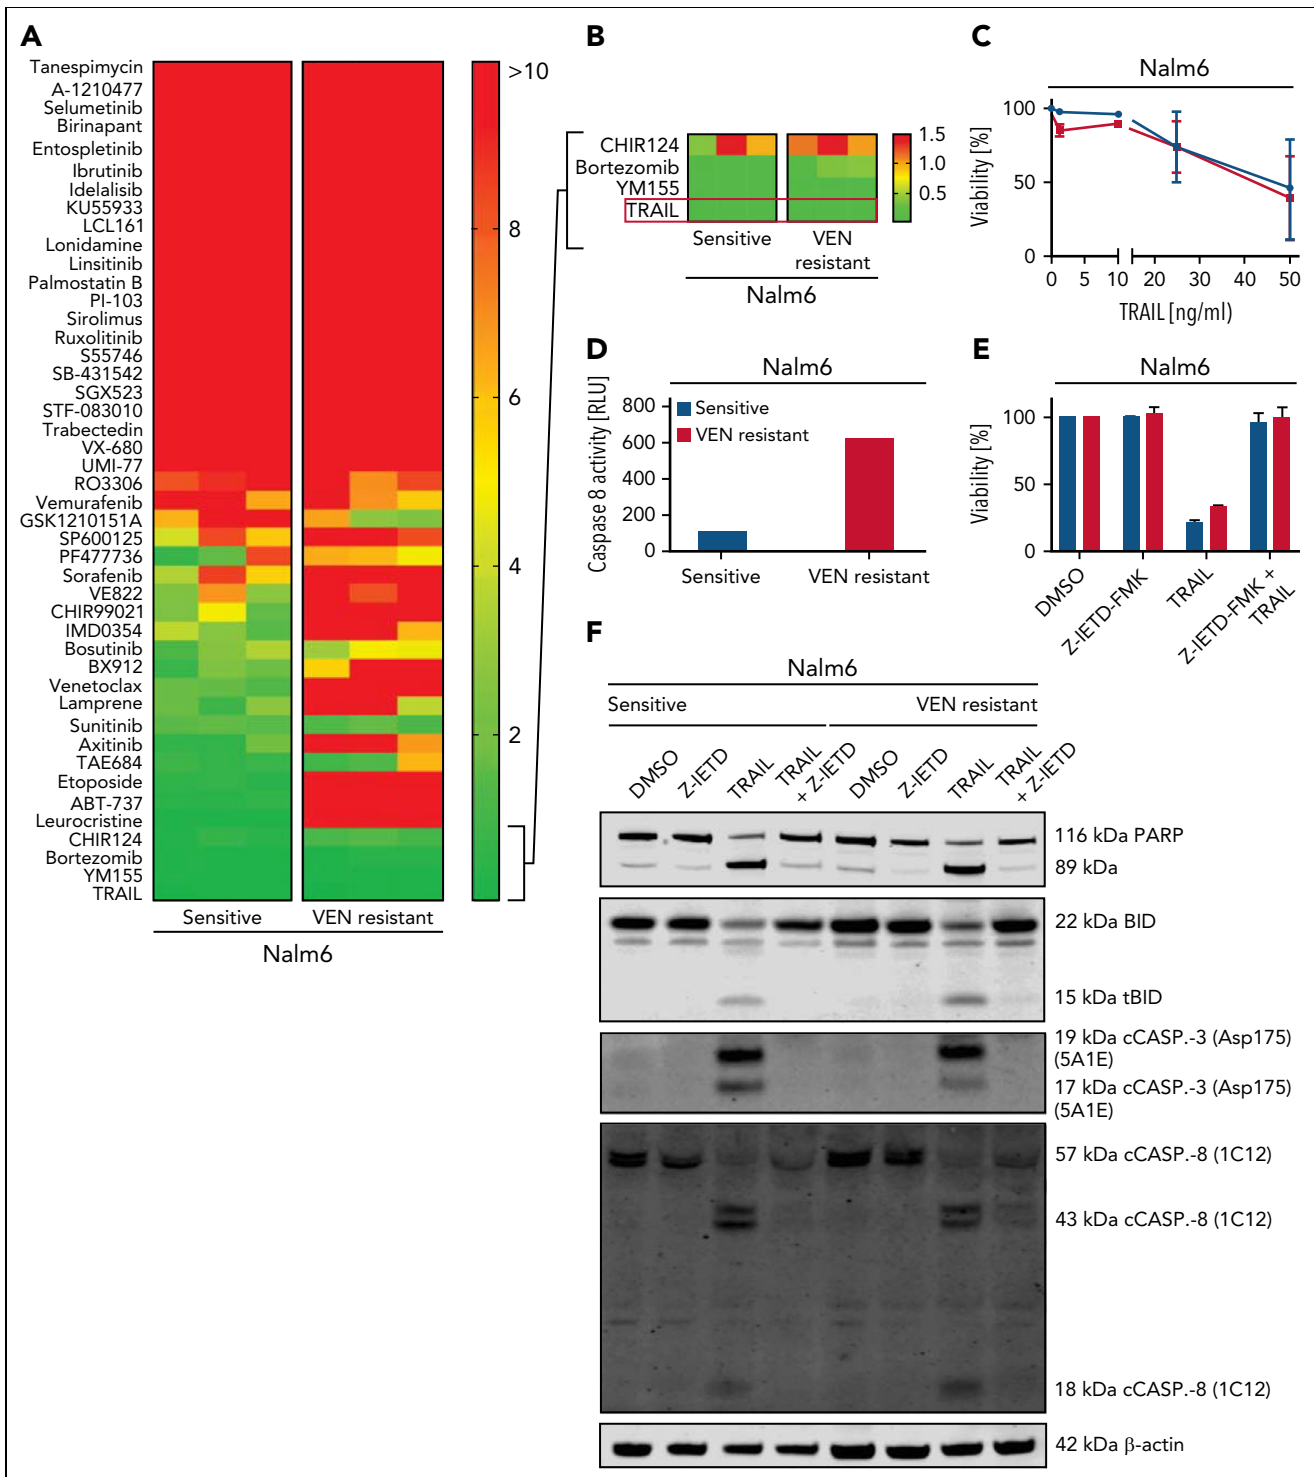 A
Tanespimycin
A-1210477
Selumetinib
Birinapant
Entospletinib
Ibrutinib
Idelalisib
KU55933
LCL161
Lonidamine
Linsitinib
Palmostatin B
PI-103
Sirolimus
Ruxolitinib
S55746
SB-431542
SGX523
STF-083010
Trabectedin
VX-680
UMI-77
RO3306
Vemurafenib
GSK1210151A
SP600125
PF477736
Sorafenib
VE822
CHIR99021
IMD0354
Bosutinib
BX912
Venetoclax
Lamprene
Sunitinib
Axitinib
TAE684
Etoposide
ABT-737
Leurocristine
CHIR124
Bortezomib
YM155
TRAIL
Sensitive
VEN resistant
Nalm6
>10
8
6
4
2
B
CHIR124
Bortezomib
YM155
TRAIL
Sensitive
VEN
resistant
Nalm6
1.5
1.0
0.5
C
Nalm6
Viability [%]
100
50
0
0 5 10 20 30 40 50
TRAIL [ng/ml)
D
Nalm6
Caspase 8 activity [RLU]
800
600
400
200
0
Sensitive
VEN resistant
Sensitive
VEN resistant
E
Nalm6
Viability [%]
100
50
0
DMSO
Z-IETD-FMK
TRAIL
Z-IETD-FMK +
TRAIL
F
Nalm6
Sensitive
VEN resistant
DMSO
Z-IETD
TRAIL
TRAIL
+ Z-IETD
DMSO
Z-IETD
TRAIL
TRAIL
+ Z-IETD
116 kDa PARP
89 kDa
22 kDa BID
15 kDa tBID
19 kDa cCASP.-3 (Asp175)
(5A1E)
17 kDa cCASP.-3 (Asp175)
(5A1E)
57 kDa cCASP.-8 (1C12)
43 kDa cCASP.-8 (1C12)
18 kDa cCASP.-8 (1C12)
42 kDa β-actin